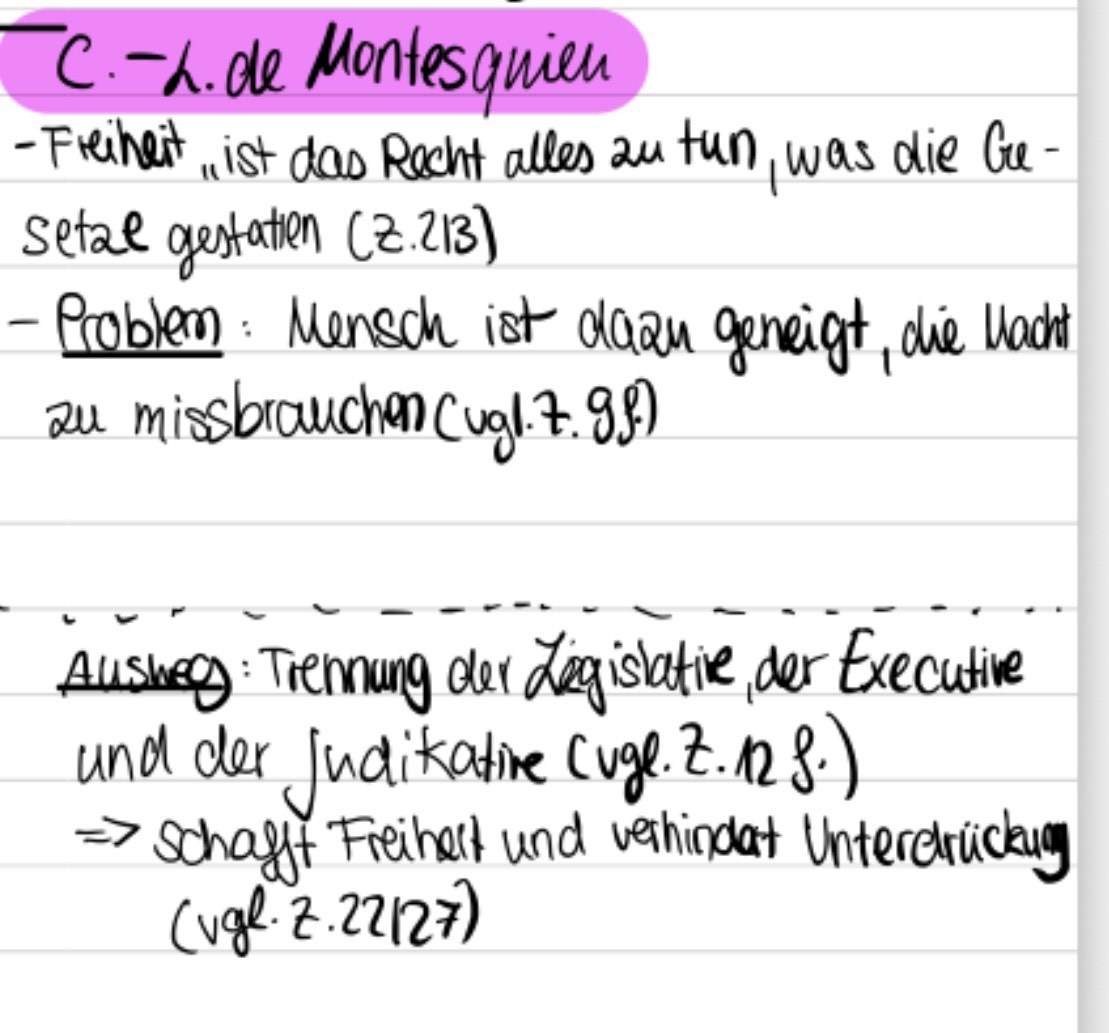 C.-L. de Montesquieu
- Freiheit „ist das Recht alles zu tun, was die Ge-
setze gestatten (Z.2/3)
- Problem: Mensch ist dazu geneigt, die Macht
zu missbrauchen (vgl. Z. 9f.)
Ausweg: Trennung der Legislative, der Executive
und der Judikative (vgl. Z. 12 f.)
=> schafft Freiheit und verhindert Unterdrückung
(vgl. Z. 22/27)